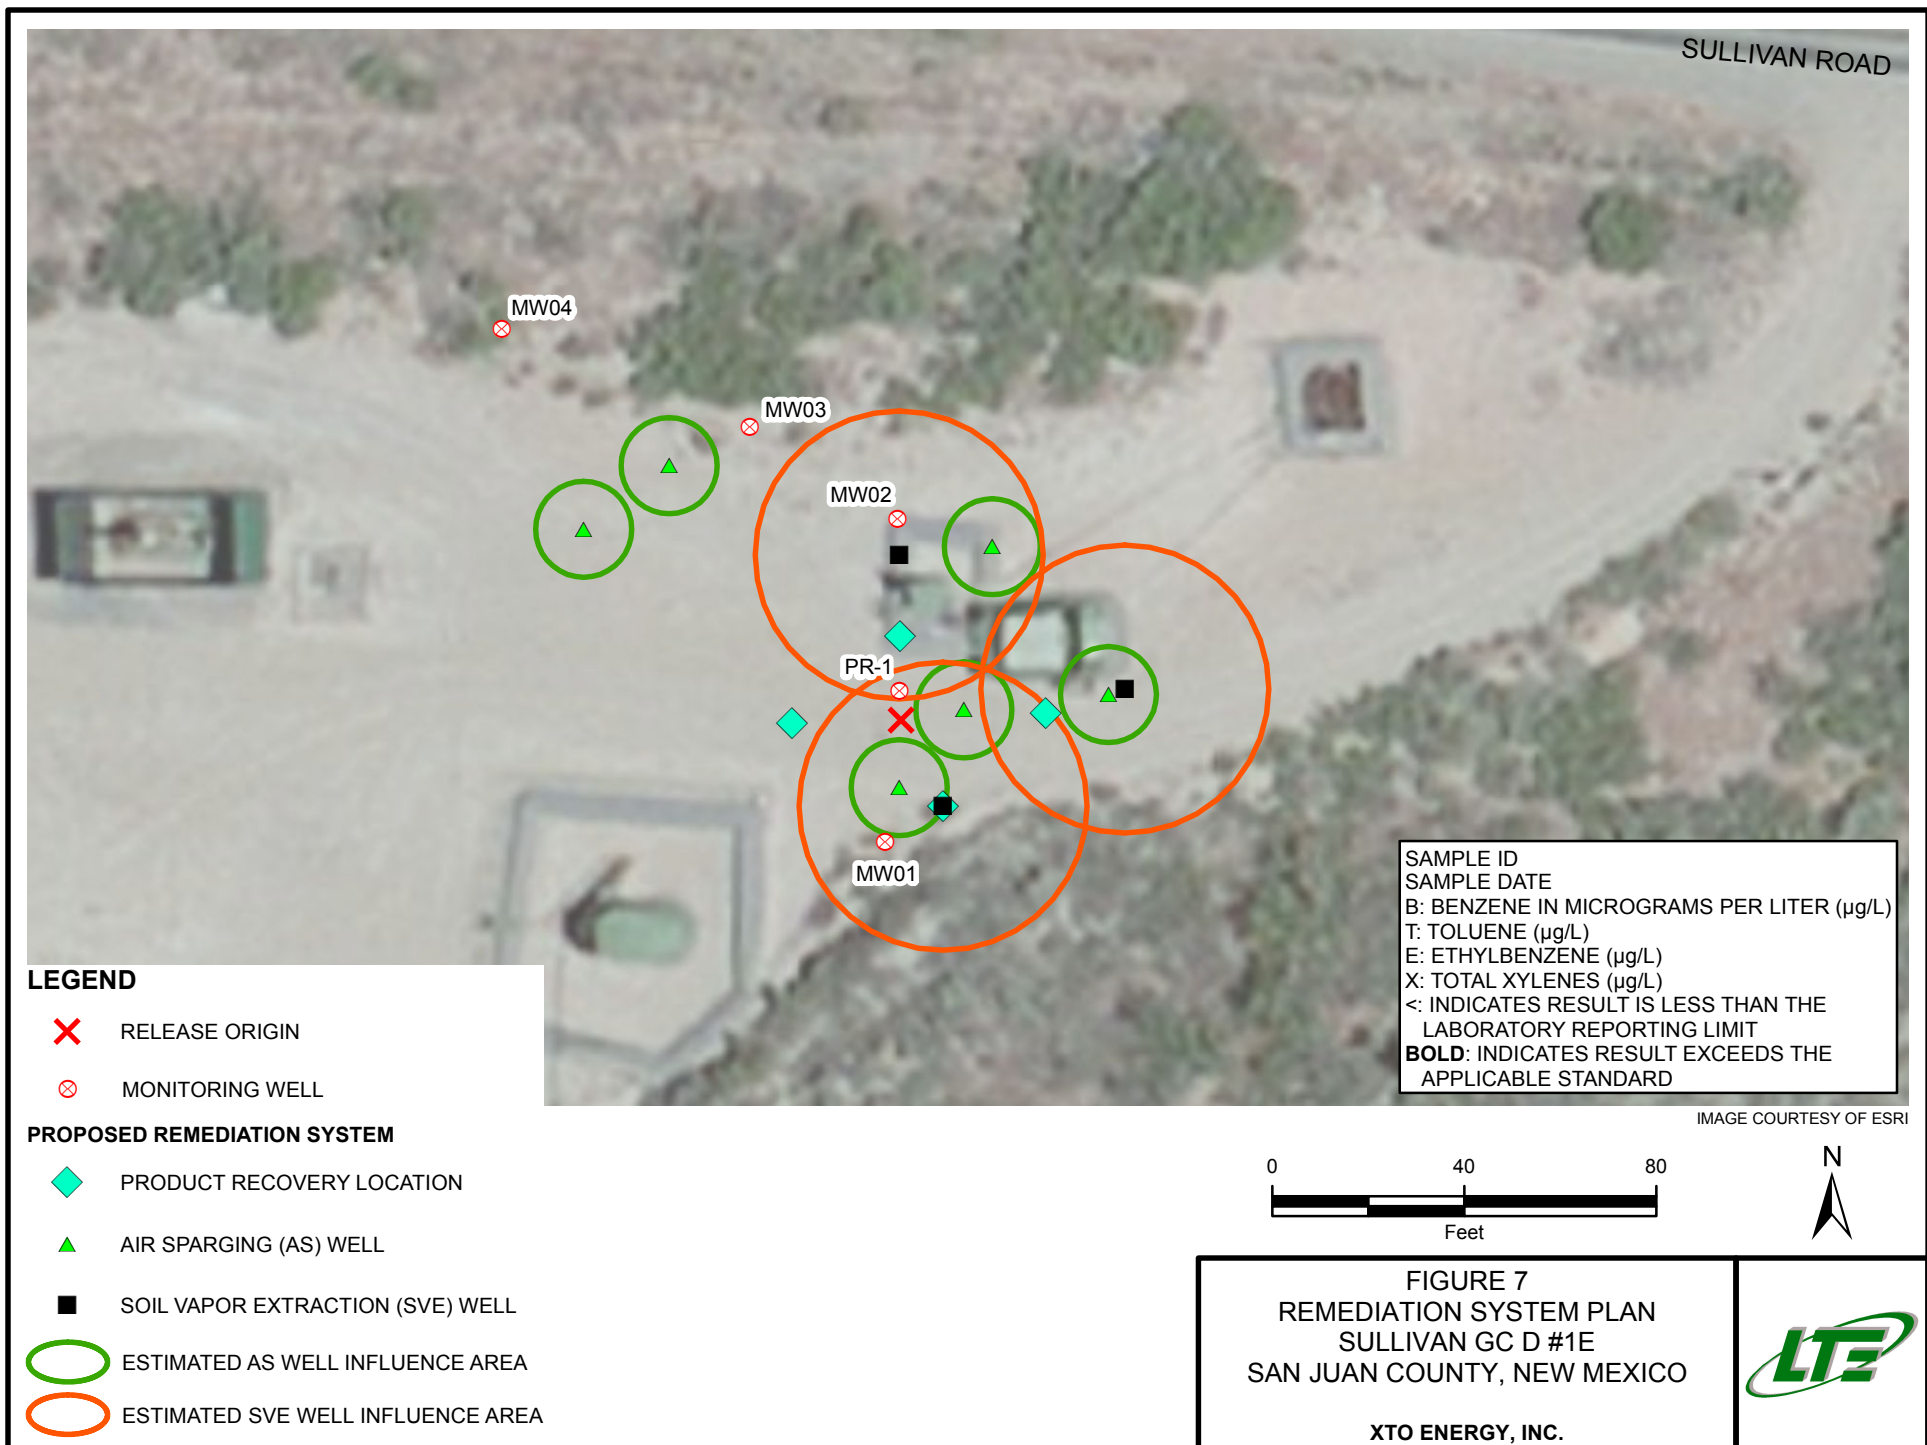 SULLIVAN ROAD
MW04
MW03
MW02
PR-1
MW01
SAMPLE ID
SAMPLE DATE
B: BENZENE IN MICROGRAMS PER LITER (µg/L)
T: TOLUENE (µg/L)
E: ETHYLBENZENE (µg/L)
X: TOTAL XYLENES (µg/L)
<: INDICATES RESULT IS LESS THAN THE
LABORATORY REPORTING LIMIT
BOLD: INDICATES RESULT EXCEEDS THE
APPLICABLE STANDARD
IMAGE COURTESY OF ESRI
LEGEND
RELEASE ORIGIN
MONITORING WELL
PROPOSED REMEDIATION SYSTEM
PRODUCT RECOVERY LOCATION
AIR SPARGING (AS) WELL
SOIL VAPOR EXTRACTION (SVE) WELL
ESTIMATED AS WELL INFLUENCE AREA
ESTIMATED SVE WELL INFLUENCE AREA
0 40 80
Feet
N
FIGURE 7
REMEDIATION SYSTEM PLAN
SULLIVAN GC D #1E
SAN JUAN COUNTY, NEW MEXICO
XTO ENERGY, INC.
LTE